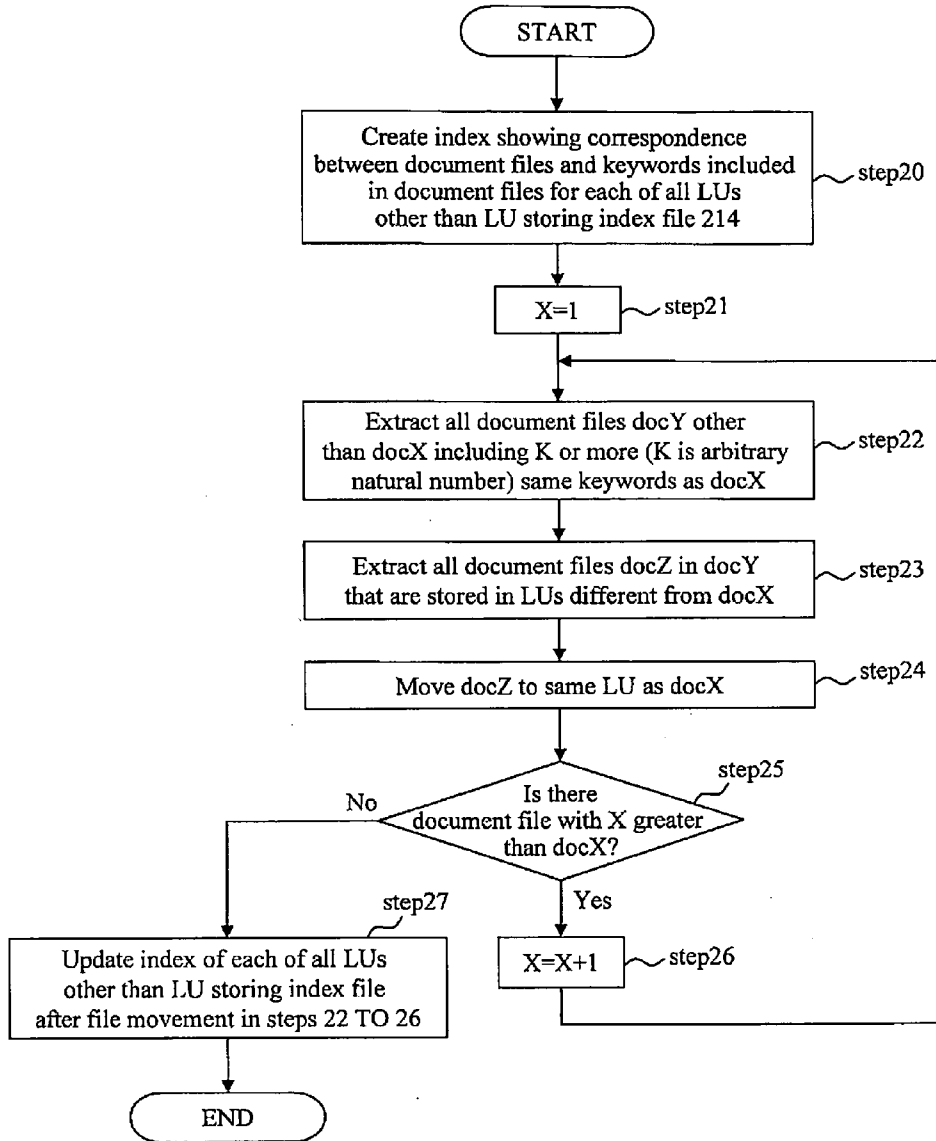 START
Create index showing correspondence
between document files and keywords included
in document files for each of all LUs
other than LU storing index file 214
step20
X=1
step21
Extract all document files docY other
than docX including K or more (K is arbitrary
natural number) same keywords as docX
step22
Extract all document files docZ in docY
that are stored in LUs different from docX
step23
Move docZ to same LU as docX
step24
step25
Is there
document file with X greater
than docX?
No
Yes
step27
Update index of each of all LUs
other than LU storing index file
after file movement in steps 22 TO 26
X=X+1
step26
END